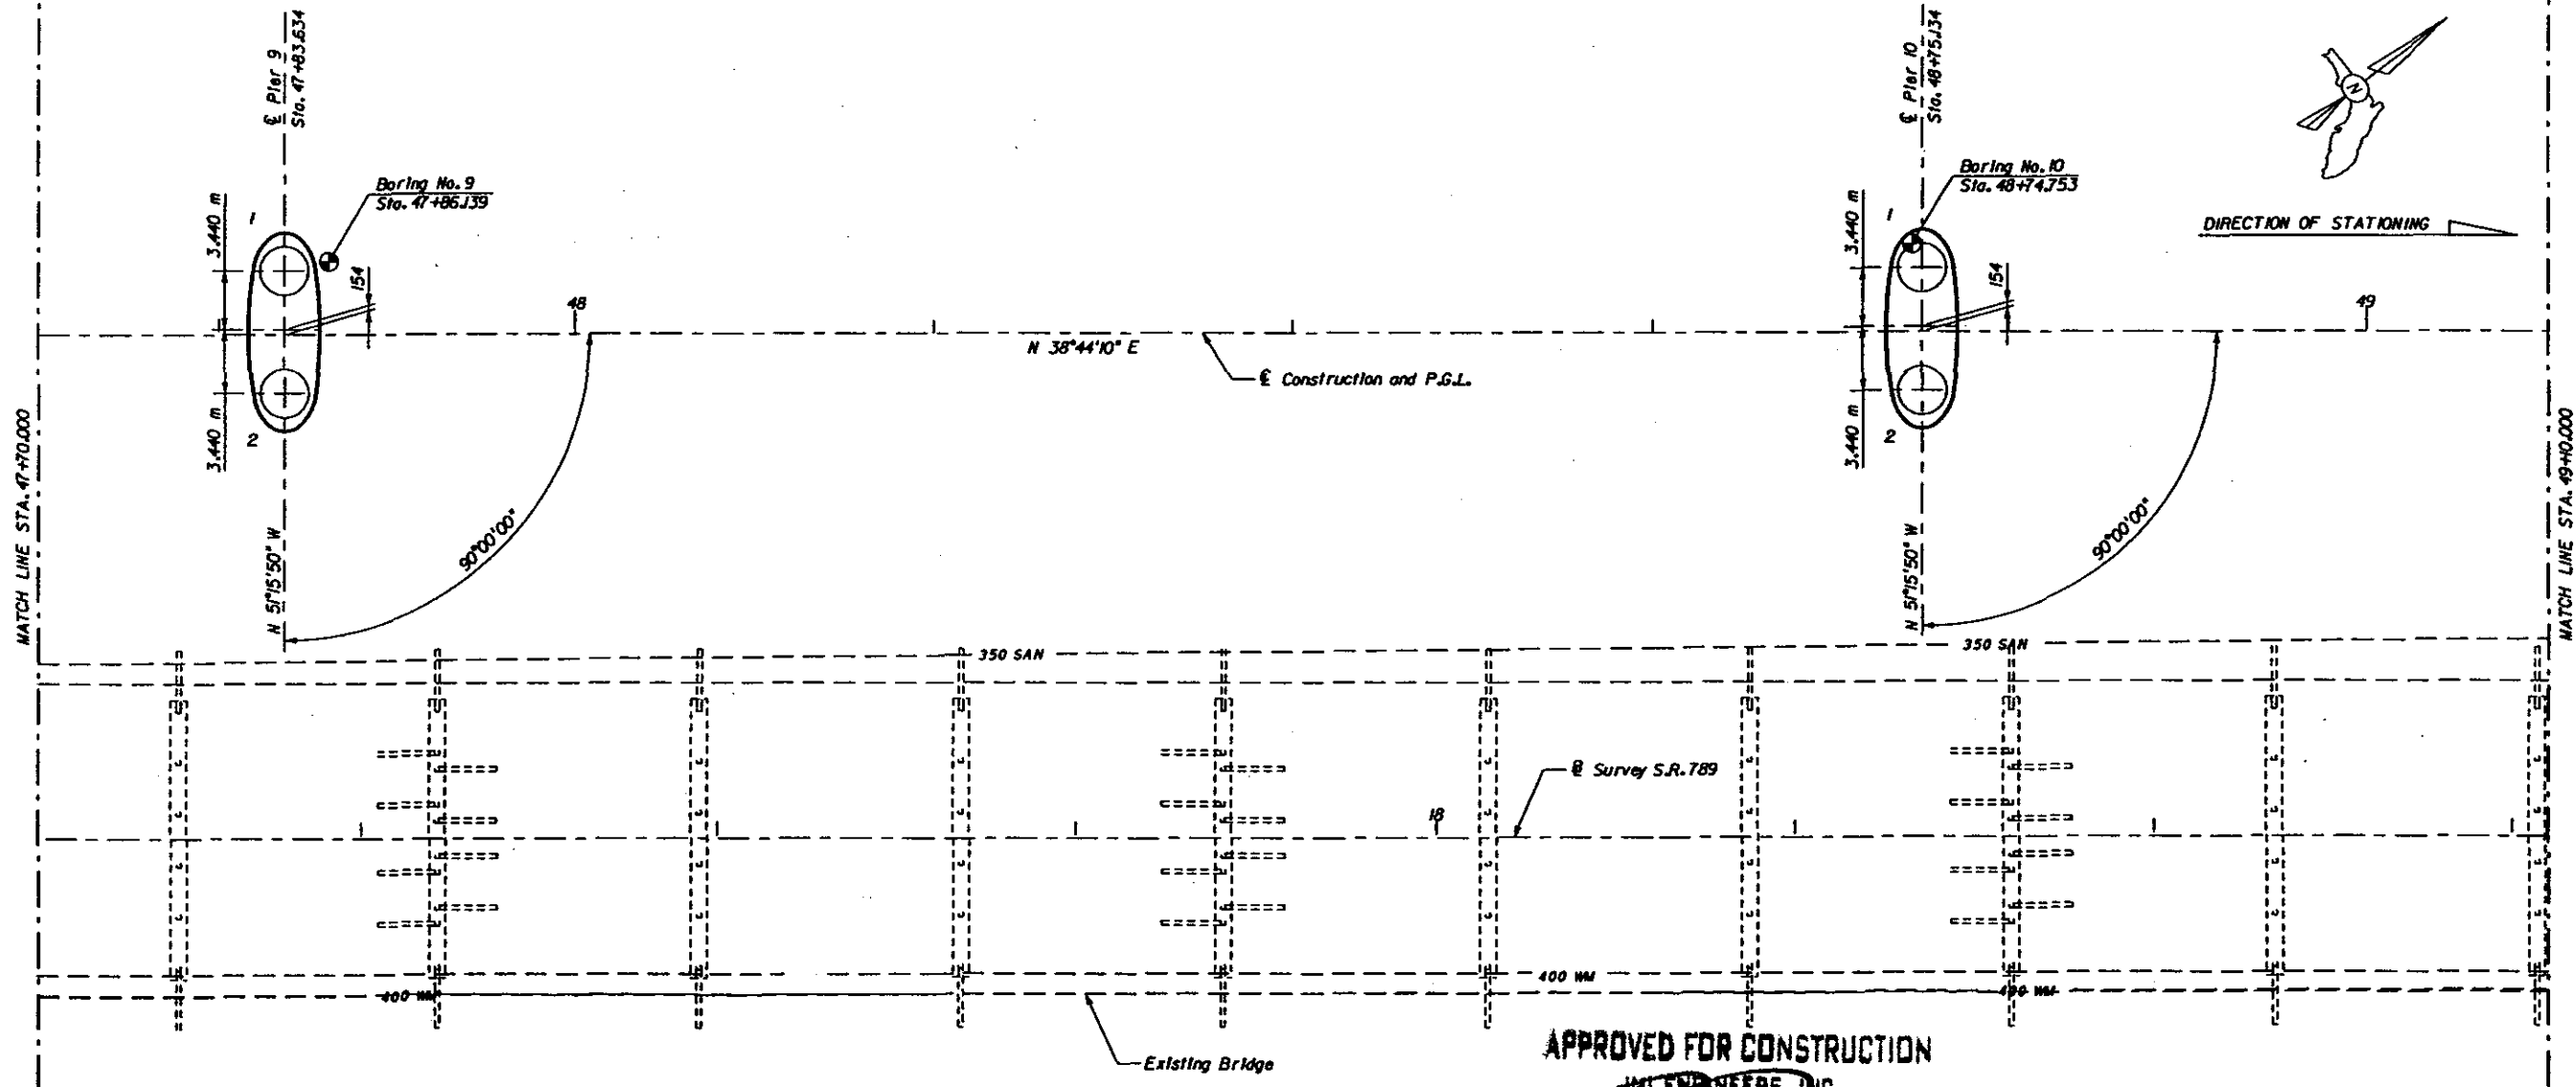 ℄ Pier 9
Sta. 47+83.634
℄ Pier 10
Sta. 48+75.134
N
Boring No. 9
Sta. 47+86.139
Boring No. 10
Sta. 48+74.753
DIRECTION OF STATIONING
3.440 m
1
154
48
3.440 m
1
154
49
N 38°44'10" E
℄ Construction and P.G.L.
3.440 m
2
3.440 m
2
MATCH LINE STA. 47+70.000
MATCH LINE STA. 49+10.000
90°00'00"
90°00'00"
N 51°15'50" W
N 51°15'50" W
350 SAN
350 SAN
Survey S.R. 789
18
400 WM
400 WM
400 WM
Existing Bridge
APPROVED FOR CONSTRUCTION
ENGINEERS, INC.